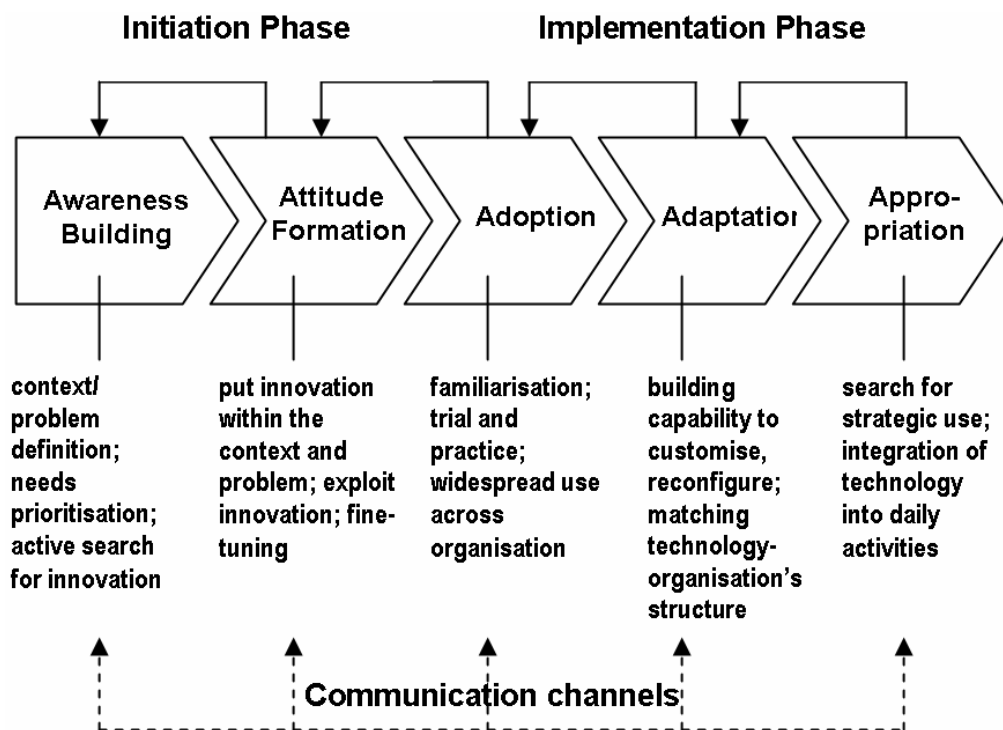 Initiation Phase
Implementation Phase
Awareness
Building
Attitude
Formation
Adoption
Adaptation
Appro-
priation
context/
problem
definition;
needs
prioritisation;
active search
for innovation
put innovation
within the
context and
problem; exploit
innovation; fine-
tuning
familiarisation;
trial and
practice;
widespread use
across
organisation
building
capability to
customise,
reconfigure;
matching
technology-
organisation's
structure
search for
strategic use;
integration of
technology
into daily
activities
Communication channels